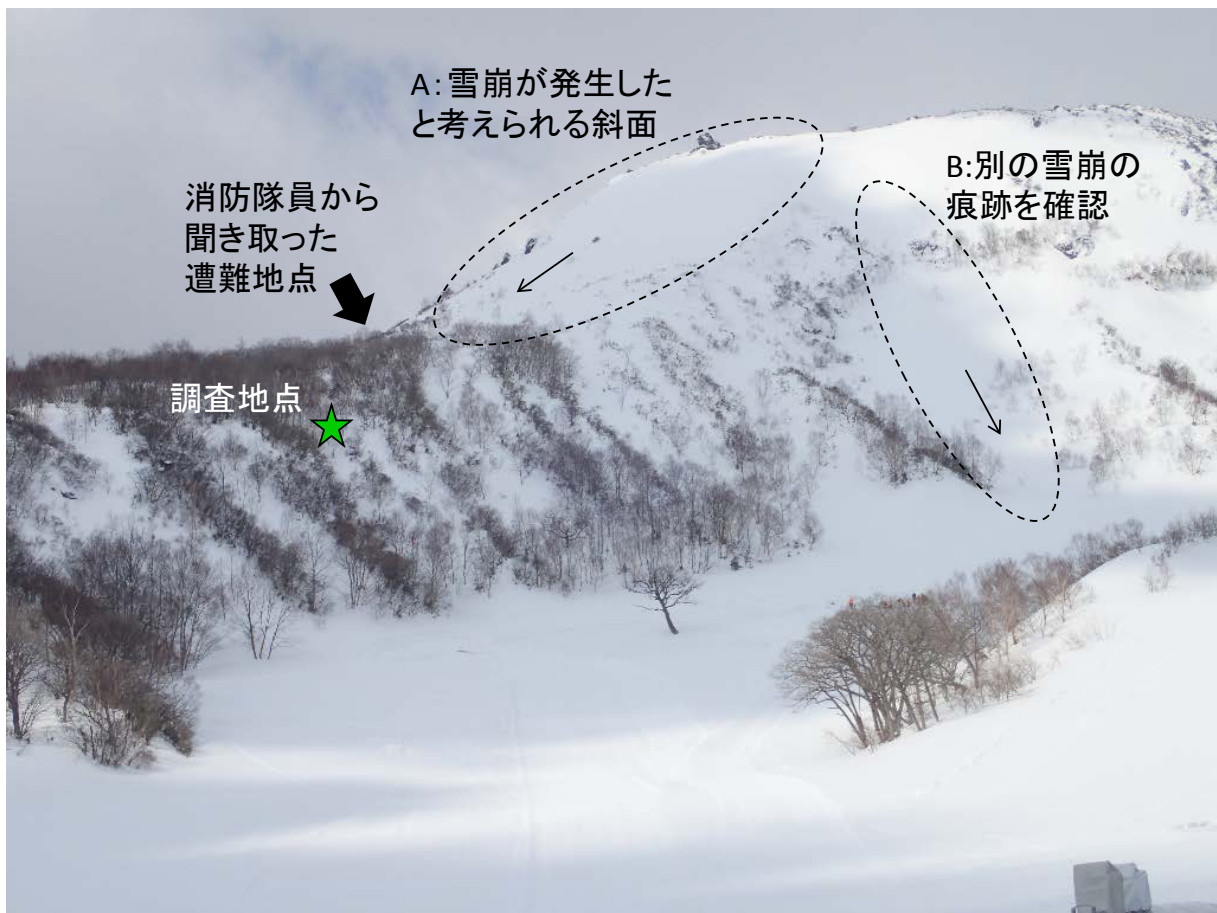 A:雪崩が発生した
と考えられる斜面
B:別の雪崩の
痕跡を確認
消防隊員から
聞き取った
遭難地点
調査地点